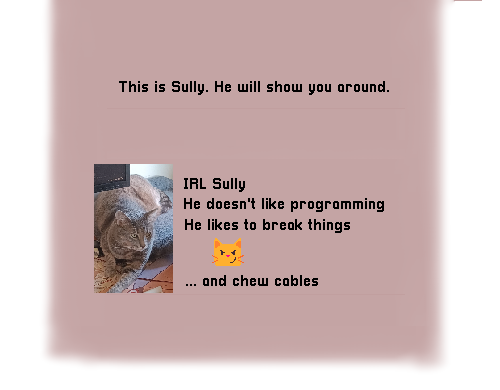 This is Sully. He will show you around.
IRL Sully
He doesn't like programming
He likes to break things
... and chew cables